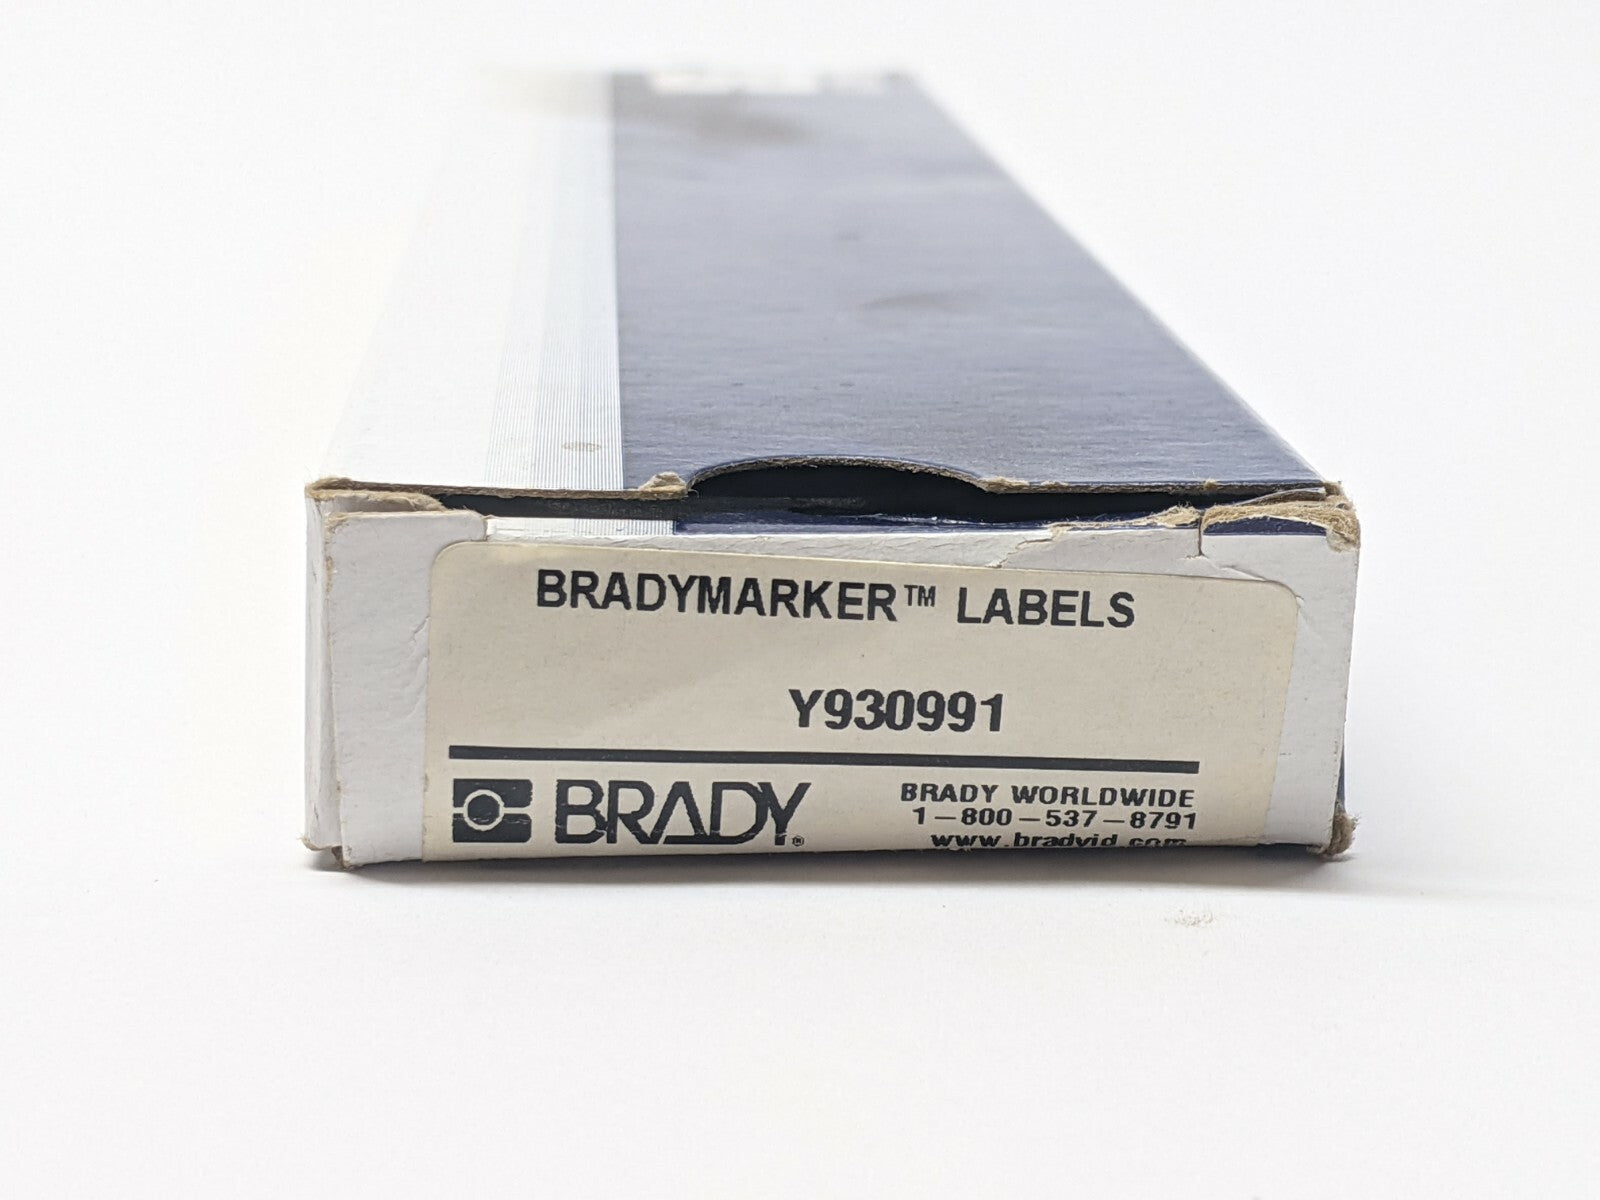 BRADYMARKER™ LABELS
Y930991
BRADY®
BRADY WORLDWIDE
1-800-537-8791
www.bradyid.com